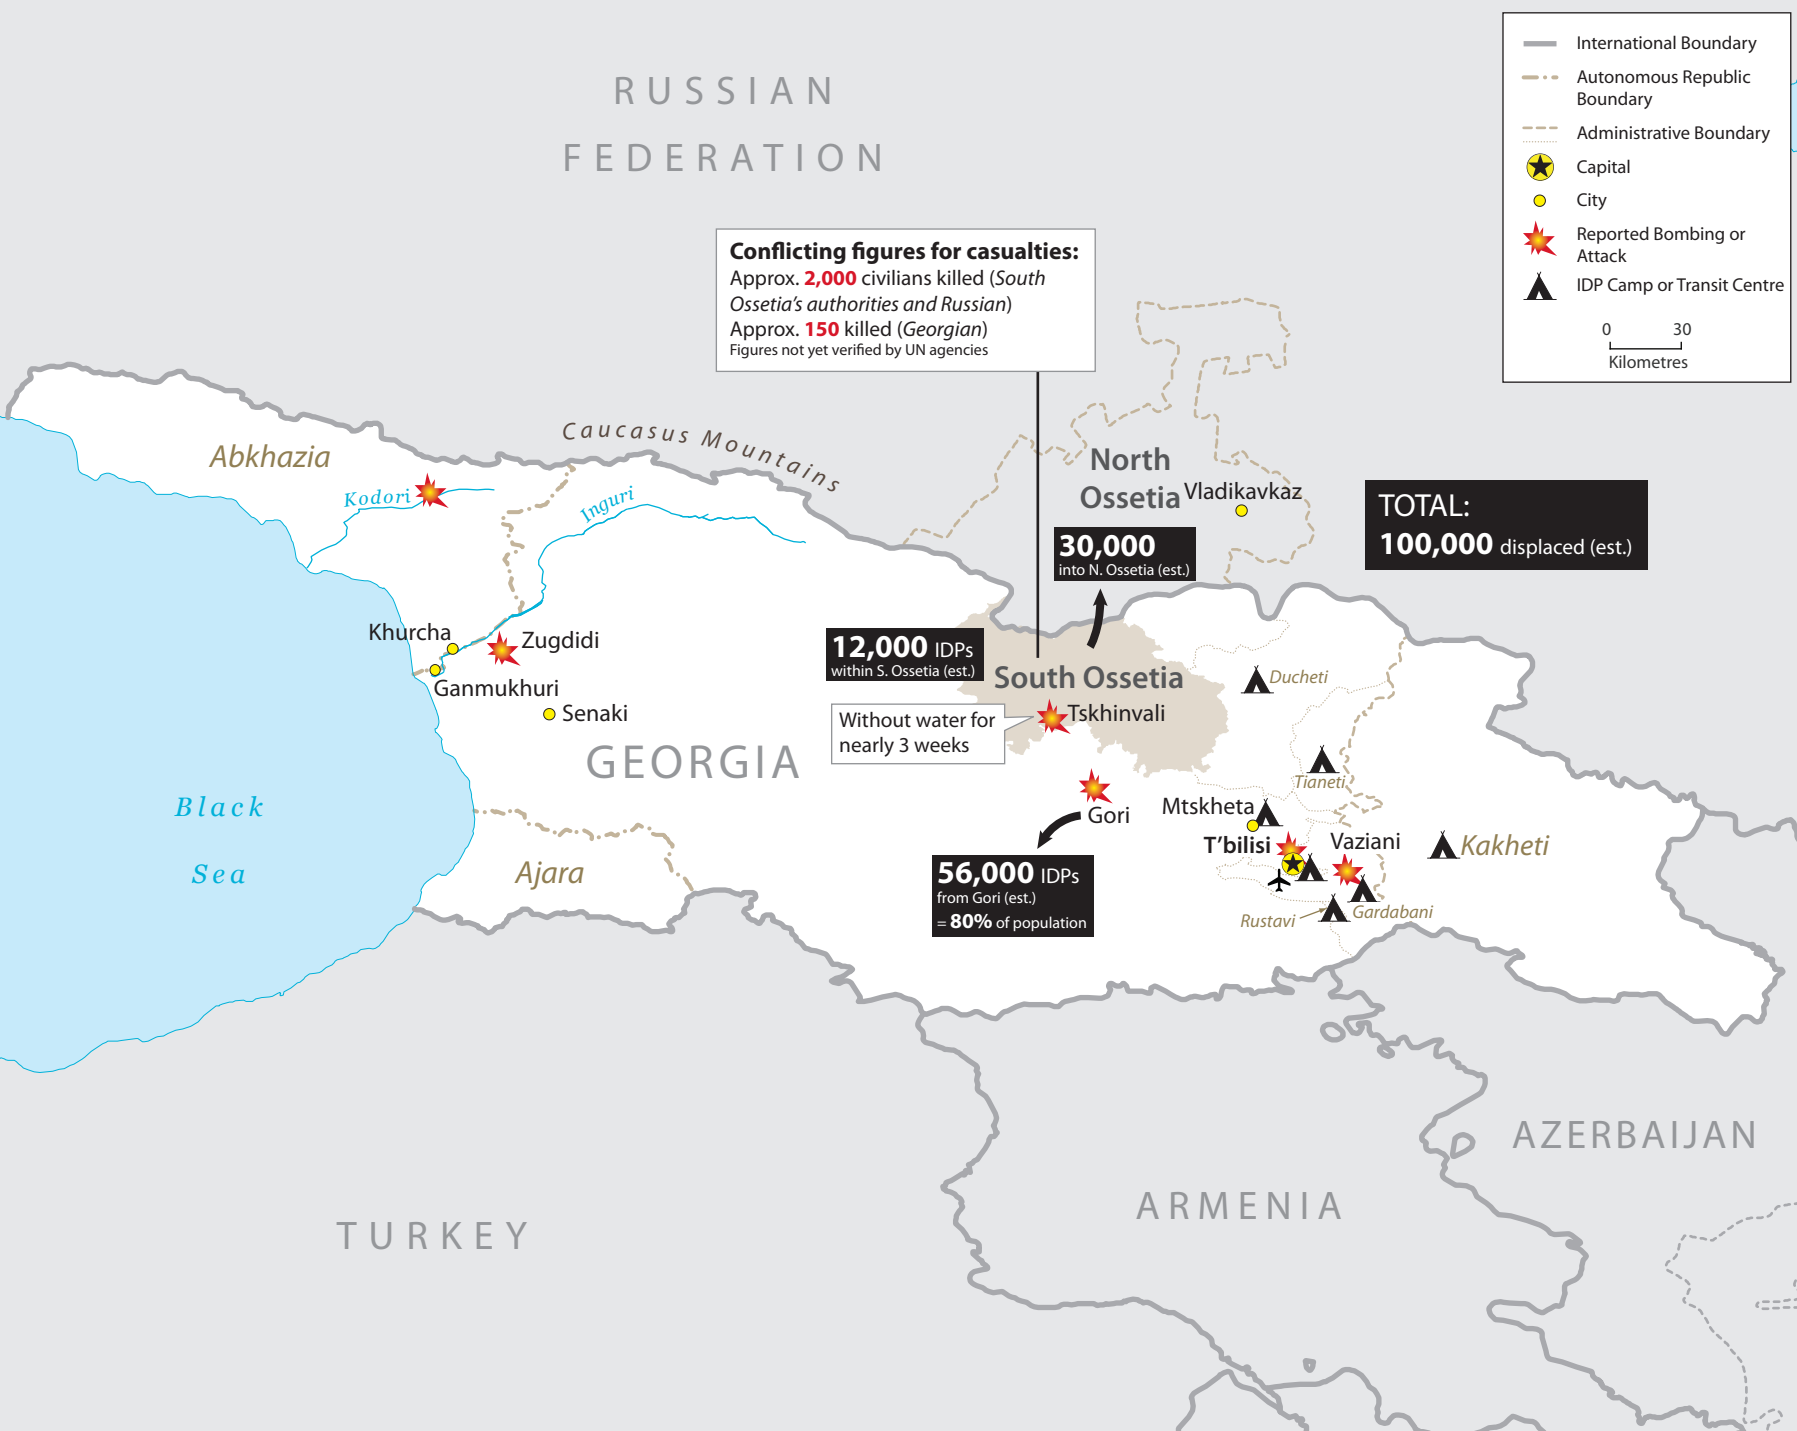 RUSSIAN
FEDERATION
International Boundary
Autonomous Republic
Boundary
Administrative Boundary
Capital
City
Reported Bombing or
Attack
IDP Camp or Transit Centre
0 30
Kilometres
Conflicting figures for casualties:
Approx. 2,000 civilians killed (South
Ossetia's authorities and Russian)
Approx. 150 killed (Georgian)
Figures not yet verified by UN agencies
Caucasus Mountains
Abkhazia
Kodori
Inguri
North
Ossetia
Vladikavkaz
TOTAL:
100,000 displaced (est.)
30,000
into N. Ossetia (est.)
Khurcha
Zugdidi
Ganmukhuri
Senaki
12,000 IDPs
within S. Ossetia (est.)
South Ossetia
Tskhinvali
Without water for
nearly 3 weeks
Ducheti
GEORGIA
Tianeti
Black
Sea
Gori
Mtskheta
T'bilisi
Vaziani
Kakheti
Ajara
56,000 IDPs
from Gori (est.)
= 80% of population
Rustavi
Gardabani
AZERBAIJAN
ARMENIA
TURKEY